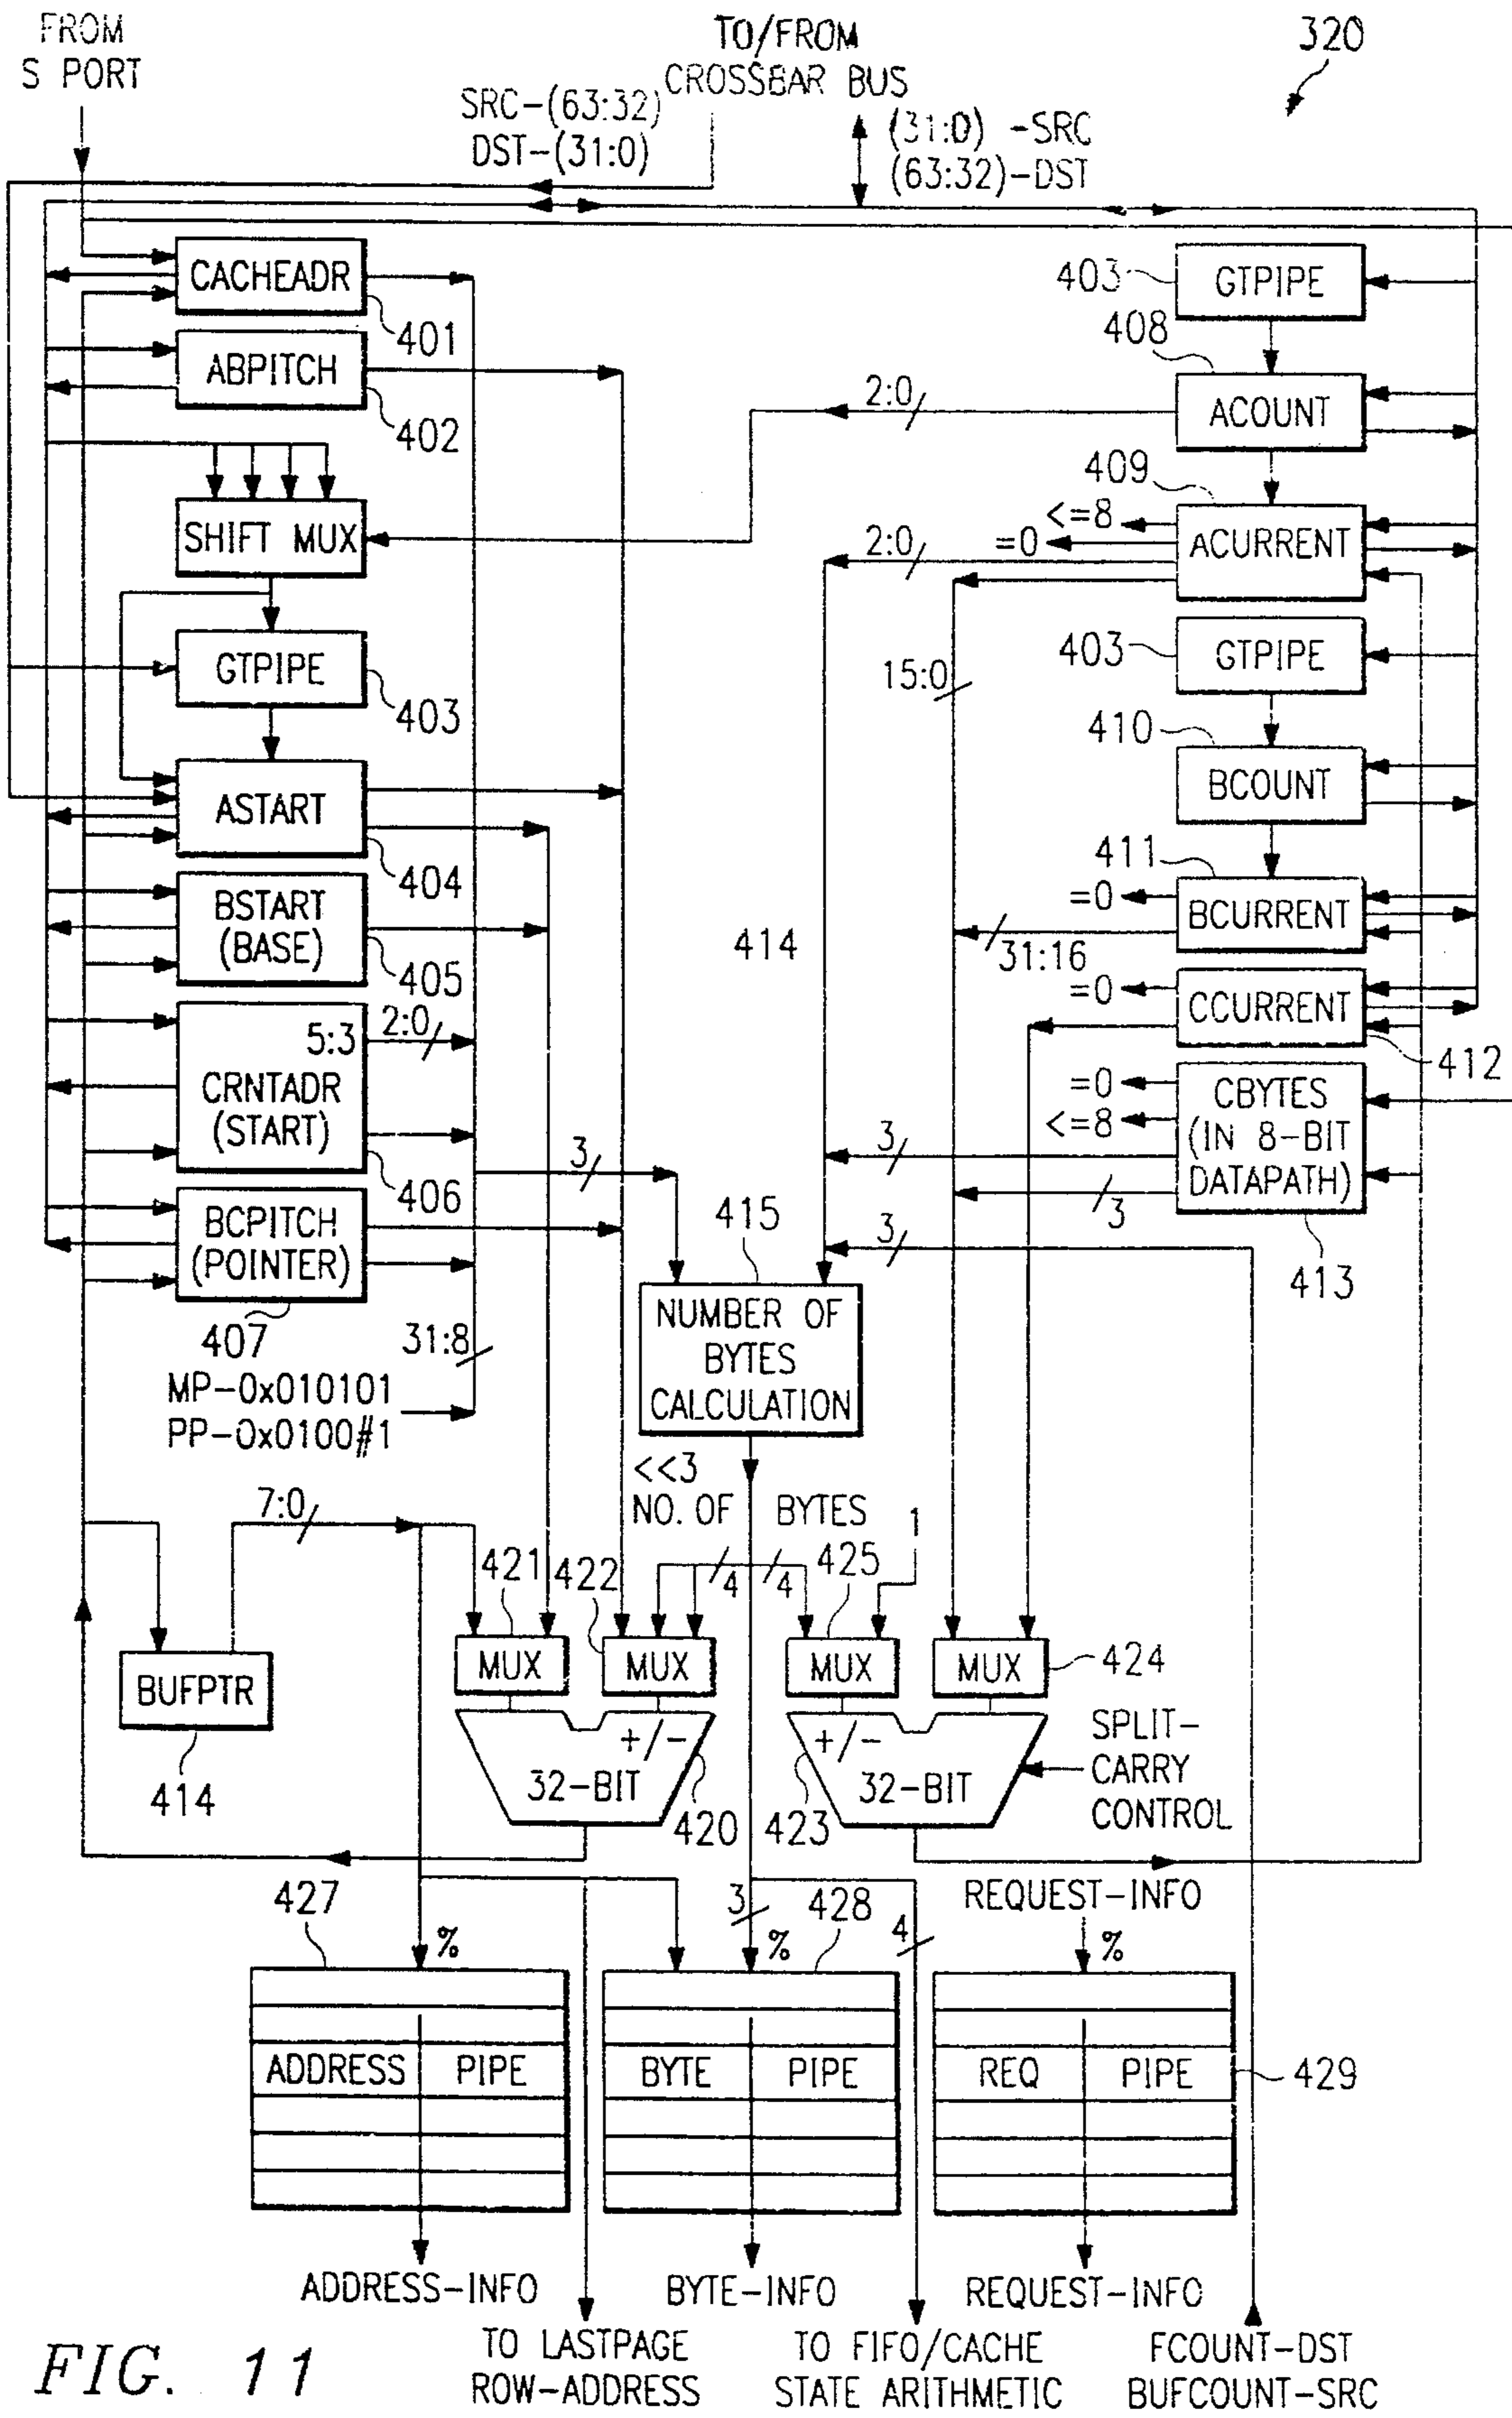 FROM
S PORT
TO/FROM
CROSSBAR BUS
320
SRC-(63:32)
DST-(31:0)
(31:0) -SRC
(63:32)-DST
CACHEADR
401
ABPITCH
402
SHIFT MUX
GTPIPE
403
ASTART
404
BSTART
(BASE)
405
5:3
2:0
CRNTADR
(START)
406
BCPITCH
(POINTER)
407
MP-0x010101
PP-0x0100#1
31:8
403
GTPIPE
408
ACOUNT
2:0
409
ACURRENT
<=8
=0
2:0
15:0
403
GTPIPE
410
BCOUNT
411
BCURRENT
=0
31:16
414
CCURRENT
=0
412
CBYTES
(IN 8-BIT
DATAPATH)
=0
<=8
3
3
3
3
413
415
NUMBER OF
BYTES
CALCULATION
<<3
NO. OF BYTES
7:0
4
4
1
421
422
425
BUFPTR
414
MUX
MUX
MUX
MUX
424
+/-
32-BIT
420
+/-
32-BIT
423
SPLIT-
CARRY
CONTROL
427
%
3
%
428
4
REQUEST-INFO
%
ADDRESS PIPE
BYTE PIPE
REQ PIPE
429
ADDRESS-INFO
BYTE-INFO
REQUEST-INFO
TO LASTPAGE
ROW-ADDRESS
TO FIFO/CACHE
STATE ARITHMETIC
FCOUNT-DST
BUFCOUNT-SRC
FIG. 11